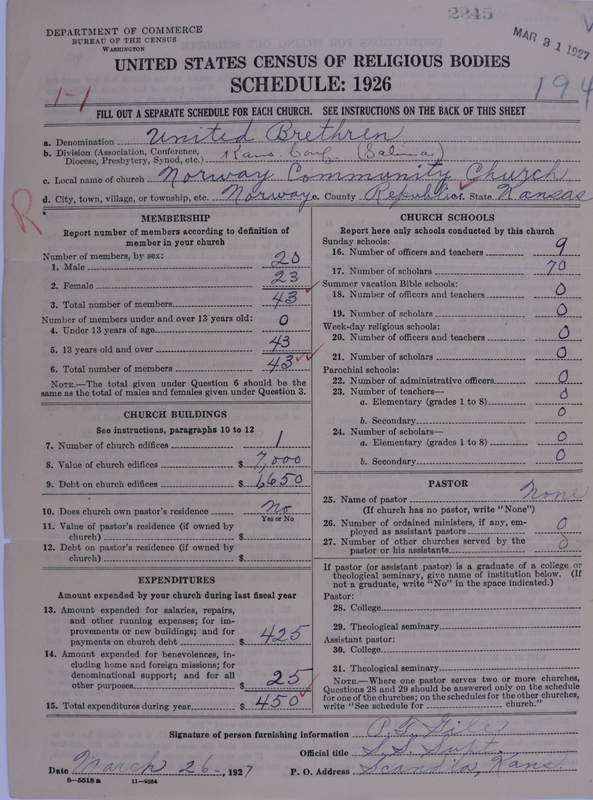 2245
MAR 31 1927
DEPARTMENT OF COMMERCE
BUREAU OF THE CENSUS
WASHINGTON
UNITED STATES CENSUS OF RELIGIOUS BODIES
SCHEDULE: 1926
1-1
194
FILL OUT A SEPARATE SCHEDULE FOR EACH CHURCH. SEE INSTRUCTIONS ON THE BACK OF THIS SHEET
a. Denomination United Brethren
b. Division (Association, Conference, Diocese, Presbytery, Synod, etc.) Kans. Conf. (Salina)
c. Local name of church Norway Community Church
d. City, town, village, or township, etc. Norway e. County Republic f. State Kansas
R
MEMBERSHIP
Report number of members according to definition of
member in your church
Number of members, by sex:
1. Male 20
2. Female 23
3. Total number of members 43
Number of members under and over 13 years old:
4. Under 13 years of age 0
5. 13 years old and over 43
6. Total number of members 43
NOTE.—The total given under Question 6 should be the
same as the total of males and females given under Question 3.
CHURCH BUILDINGS
See instructions, paragraphs 10 to 12
7. Number of church edifices 1
8. Value of church edifices $ 7,000
9. Debt on church edifices $ 1,650
10. Does church own pastor's residence No
Yes or No
11. Value of pastor's residence (if owned by
church) $
12. Debt on pastor's residence (if owned by
church) $
EXPENDITURES
Amount expended by your church during last fiscal year
13. Amount expended for salaries, repairs,
and other running expenses; for im-
provements or new buildings; and for
payments on church debt $ 425
14. Amount expended for benevolences, in-
cluding home and foreign missions; for
denominational support; and for all
other purposes $ 25
15. Total expenditures during year $ 450
CHURCH SCHOOLS
Report here only schools conducted by this church
Sunday schools:
16. Number of officers and teachers 9
17. Number of scholars 70
Summer vacation Bible schools:
18. Number of officers and teachers 0
19. Number of scholars 0
Week-day religious schools:
20. Number of officers and teachers 0
21. Number of scholars 0
Parochial schools:
22. Number of administrative officers 0
23. Number of teachers—
a. Elementary (grades 1 to 8) 0
b. Secondary 0
24. Number of scholars—
a. Elementary (grades 1 to 8) 0
b. Secondary 0
PASTOR
25. Name of pastor None
(If church has no pastor, write "None")
26. Number of ordained ministers, if any, em-
ployed as assistant pastors 0
27. Number of other churches served by the
pastor or his assistants 0
If pastor (or assistant pastor) is a graduate of a college or
theological seminary, give name of institution below. (If
not a graduate, write "No" in the space indicated.)
Pastor:
28. College
29. Theological seminary
Assistant pastor:
30. College
31. Theological seminary
NOTE.—Where one pastor serves two or more churches,
Questions 28 and 29 should be answered only on the schedule
for one of the churches; on the schedules for the other churches,
write "See schedule for church."
Signature of person furnishing information
Official title S.S. Supt.
Date March 26-, 1927 P. O. Address Scandia, Kans
8—5518a 11—9054